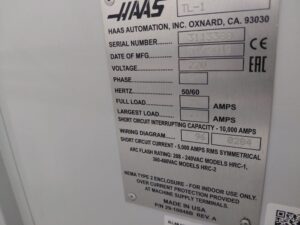 HAAS TL-1
HAAS AUTOMATION, INC. OXNARD, CA. 93030
SERIAL NUMBER
DATE OF MFG
VOLTAGE 220
PHASE
HERTZ 50/60
FULL LOAD AMPS
LARGEST LOAD AMPS
SHORT CIRCUIT INTERRUPTING CAPACITY - 10,000 AMPS
WIRING DIAGRAM
SHORT CIRCUIT CURRENT - 5,000 AMPS RMS SYMMETRICAL
ARC FLASH RATING: 208 - 240VAC MODELS HRC-1,
380-480VAC MODELS HRC-2
NEMA TYPE 2 ENCLOSURE - FOR INDOOR USE ONLY.
OVER CURRENT PROTECTION PROVIDED
AT MACHINE SUPPLY TERMINALS.
MADE IN USA
CE
EAC